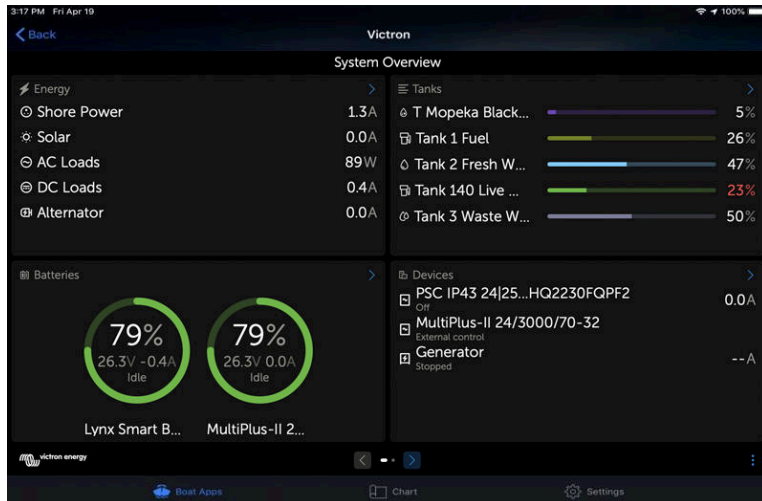 3:17 PM Fri Apr 19
100%
Back
Victron
System Overview
Energy
Shore Power 1.3A
Solar 0.0A
AC Loads 89W
DC Loads 0.4A
Alternator 0.0A
Tanks
T Mopeka Black... 5%
Tank 1 Fuel 26%
Tank 2 Fresh W... 47%
Tank 140 Live ... 23%
Tank 3 Waste W... 50%
Batteries
79%
26.3V -0.4A
Idle
Lynx Smart B...
79%
26.3V 0.0A
Idle
MultiPlus-II 2...
Devices
PSC IP43 24|25...HQ2230FQPF2 0.0A
Off
MultiPlus-II 24/3000/70-32
External control
Generator --A
Stopped
victron energy
Boat Apps
Chart
Settings